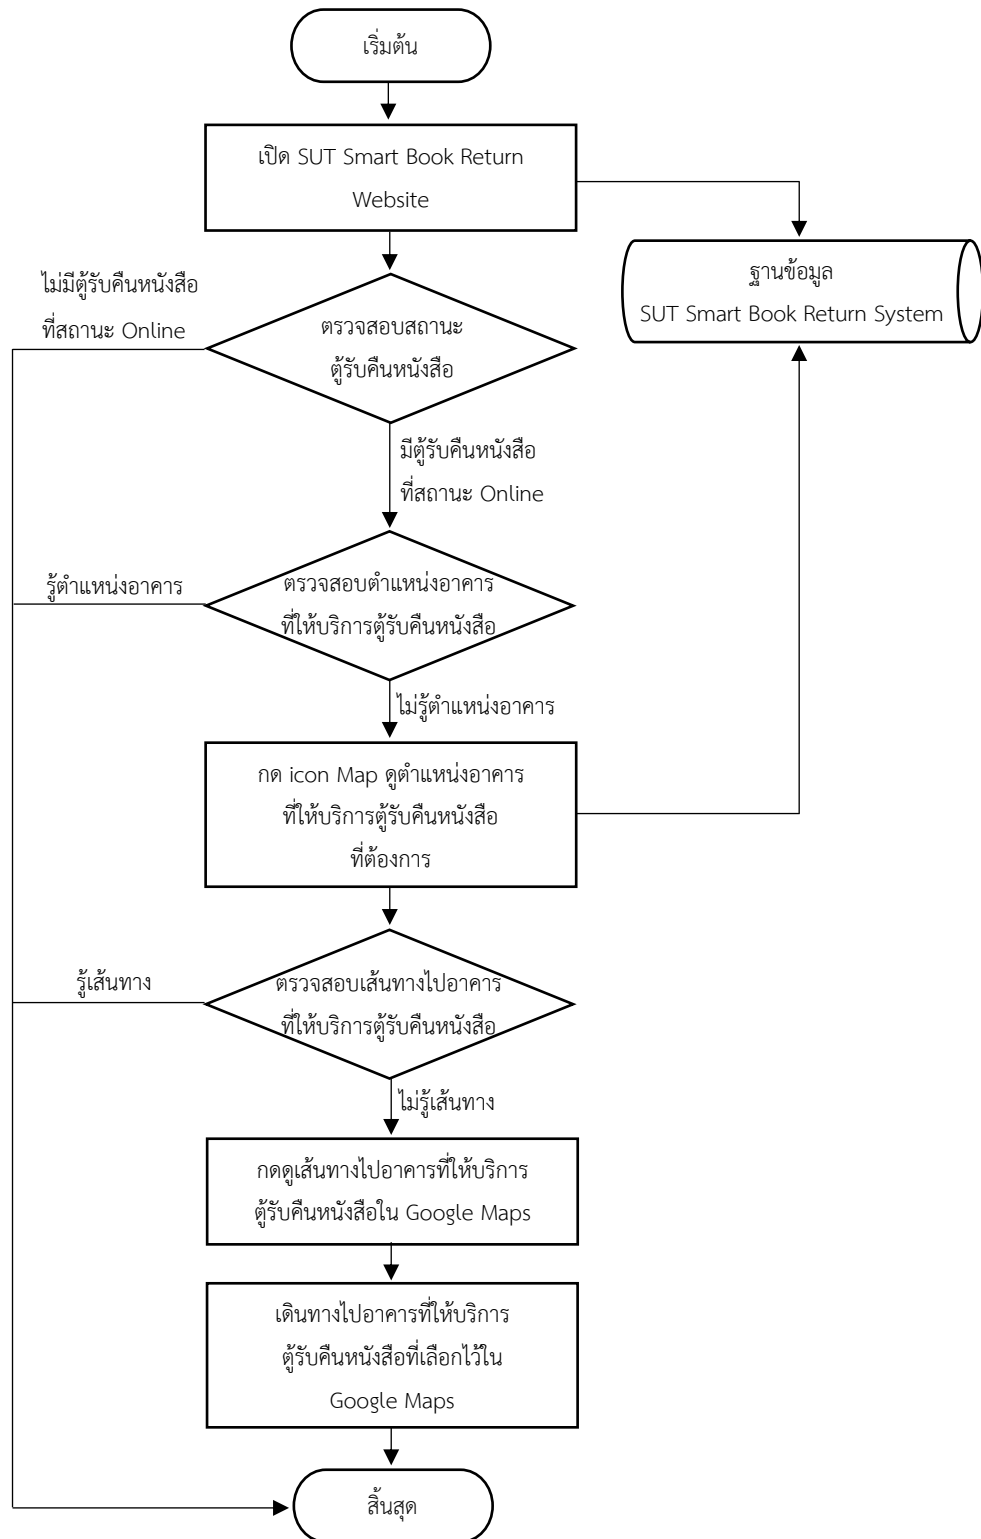 เริ่มต้น
เปิด SUT Smart Book Return
Website
ฐานข้อมูล
SUT Smart Book Return System
ไม่มีตู้รับคืนหนังสือ
ที่สถานะ Online
ตรวจสอบสถานะ
ตู้รับคืนหนังสือ
มีตู้รับคืนหนังสือ
ที่สถานะ Online
รู้ตำแหน่งอาคาร
ตรวจสอบตำแหน่งอาคาร
ที่ให้บริการตู้รับคืนหนังสือ
ไม่รู้ตำแหน่งอาคาร
กด icon Map ดูตำแหน่งอาคาร
ที่ให้บริการตู้รับคืนหนังสือ
ที่ต้องการ
รู้เส้นทาง
ตรวจสอบเส้นทางไปอาคาร
ที่ให้บริการตู้รับคืนหนังสือ
ไม่รู้เส้นทาง
กดดูเส้นทางไปอาคารที่ให้บริการ
ตู้รับคืนหนังสือใน Google Maps
เดินทางไปอาคารที่ให้บริการ
ตู้รับคืนหนังสือที่เลือกไว้ใน
Google Maps
สิ้นสุด